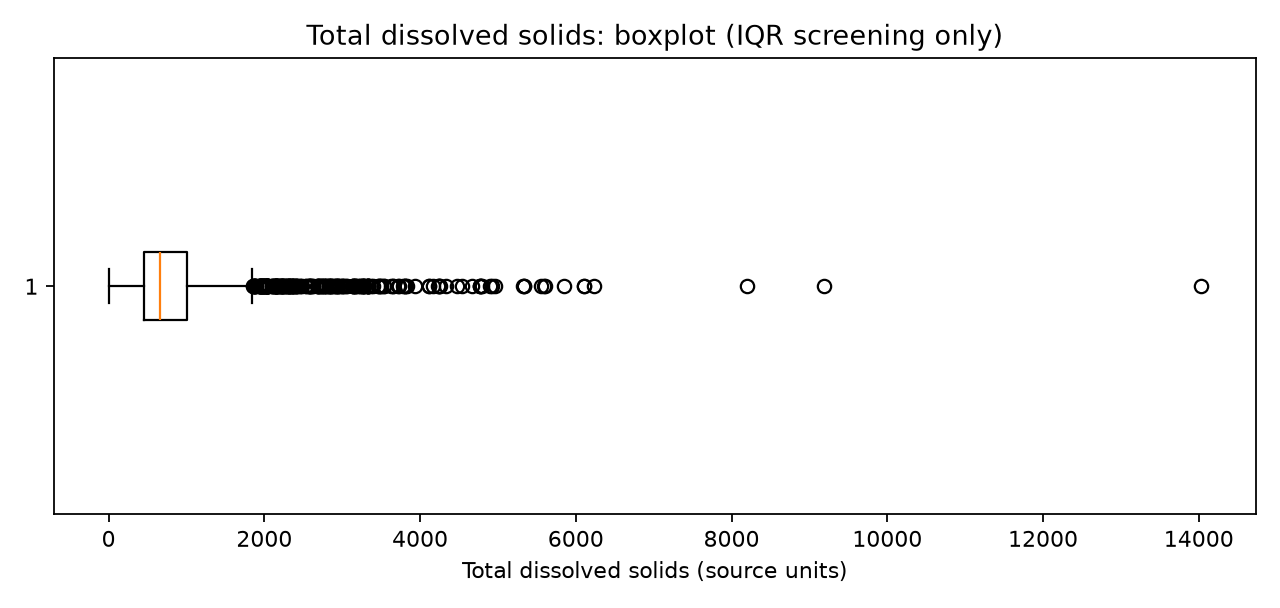 Total dissolved solids: boxplot (IQR screening only)
1
0 2000 4000 6000 8000 10000 12000 14000
Total dissolved solids (source units)